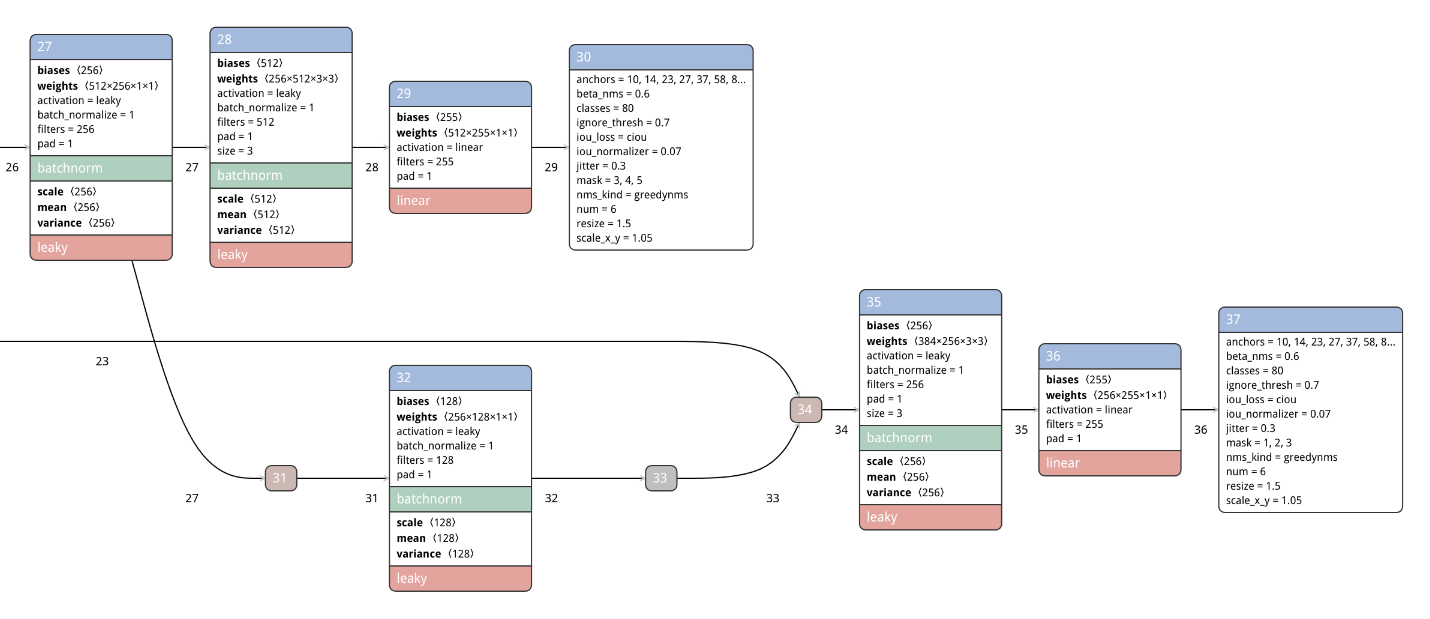 27
biases ⟨256⟩
weights ⟨512×256×1×1⟩
activation = leaky
batch_normalize = 1
filters = 256
pad = 1
batchnorm
scale ⟨256⟩
mean ⟨256⟩
variance ⟨256⟩
leaky
28
biases ⟨512⟩
weights ⟨256×512×3×3⟩
activation = leaky
batch_normalize = 1
filters = 512
pad = 1
size = 3
batchnorm
scale ⟨512⟩
mean ⟨512⟩
variance ⟨512⟩
leaky
29
biases ⟨255⟩
weights ⟨512×255×1×1⟩
activation = linear
filters = 255
pad = 1
linear
30
anchors = 10, 14, 23, 27, 37, 58, 8...
beta_nms = 0.6
classes = 80
ignore_thresh = 0.7
iou_loss = ciou
iou_normalizer = 0.07
jitter = 0.3
mask = 3, 4, 5
nms_kind = greedynms
num = 6
resize = 1.5
scale_x_y = 1.05
26
27
28
29
23
27
31
31
32
biases ⟨128⟩
weights ⟨256×128×1×1⟩
activation = leaky
batch_normalize = 1
filters = 128
pad = 1
batchnorm
scale ⟨128⟩
mean ⟨128⟩
variance ⟨128⟩
leaky
32
33
33
34
34
35
biases ⟨256⟩
weights ⟨384×256×3×3⟩
activation = leaky
batch_normalize = 1
filters = 256
pad = 1
size = 3
batchnorm
scale ⟨256⟩
mean ⟨256⟩
variance ⟨256⟩
leaky
35
36
biases ⟨255⟩
weights ⟨256×255×1×1⟩
activation = linear
filters = 255
pad = 1
linear
36
37
anchors = 10, 14, 23, 27, 37, 58, 8...
beta_nms = 0.6
classes = 80
ignore_thresh = 0.7
iou_loss = ciou
iou_normalizer = 0.07
jitter = 0.3
mask = 1, 2, 3
nms_kind = greedynms
num = 6
resize = 1.5
scale_x_y = 1.05